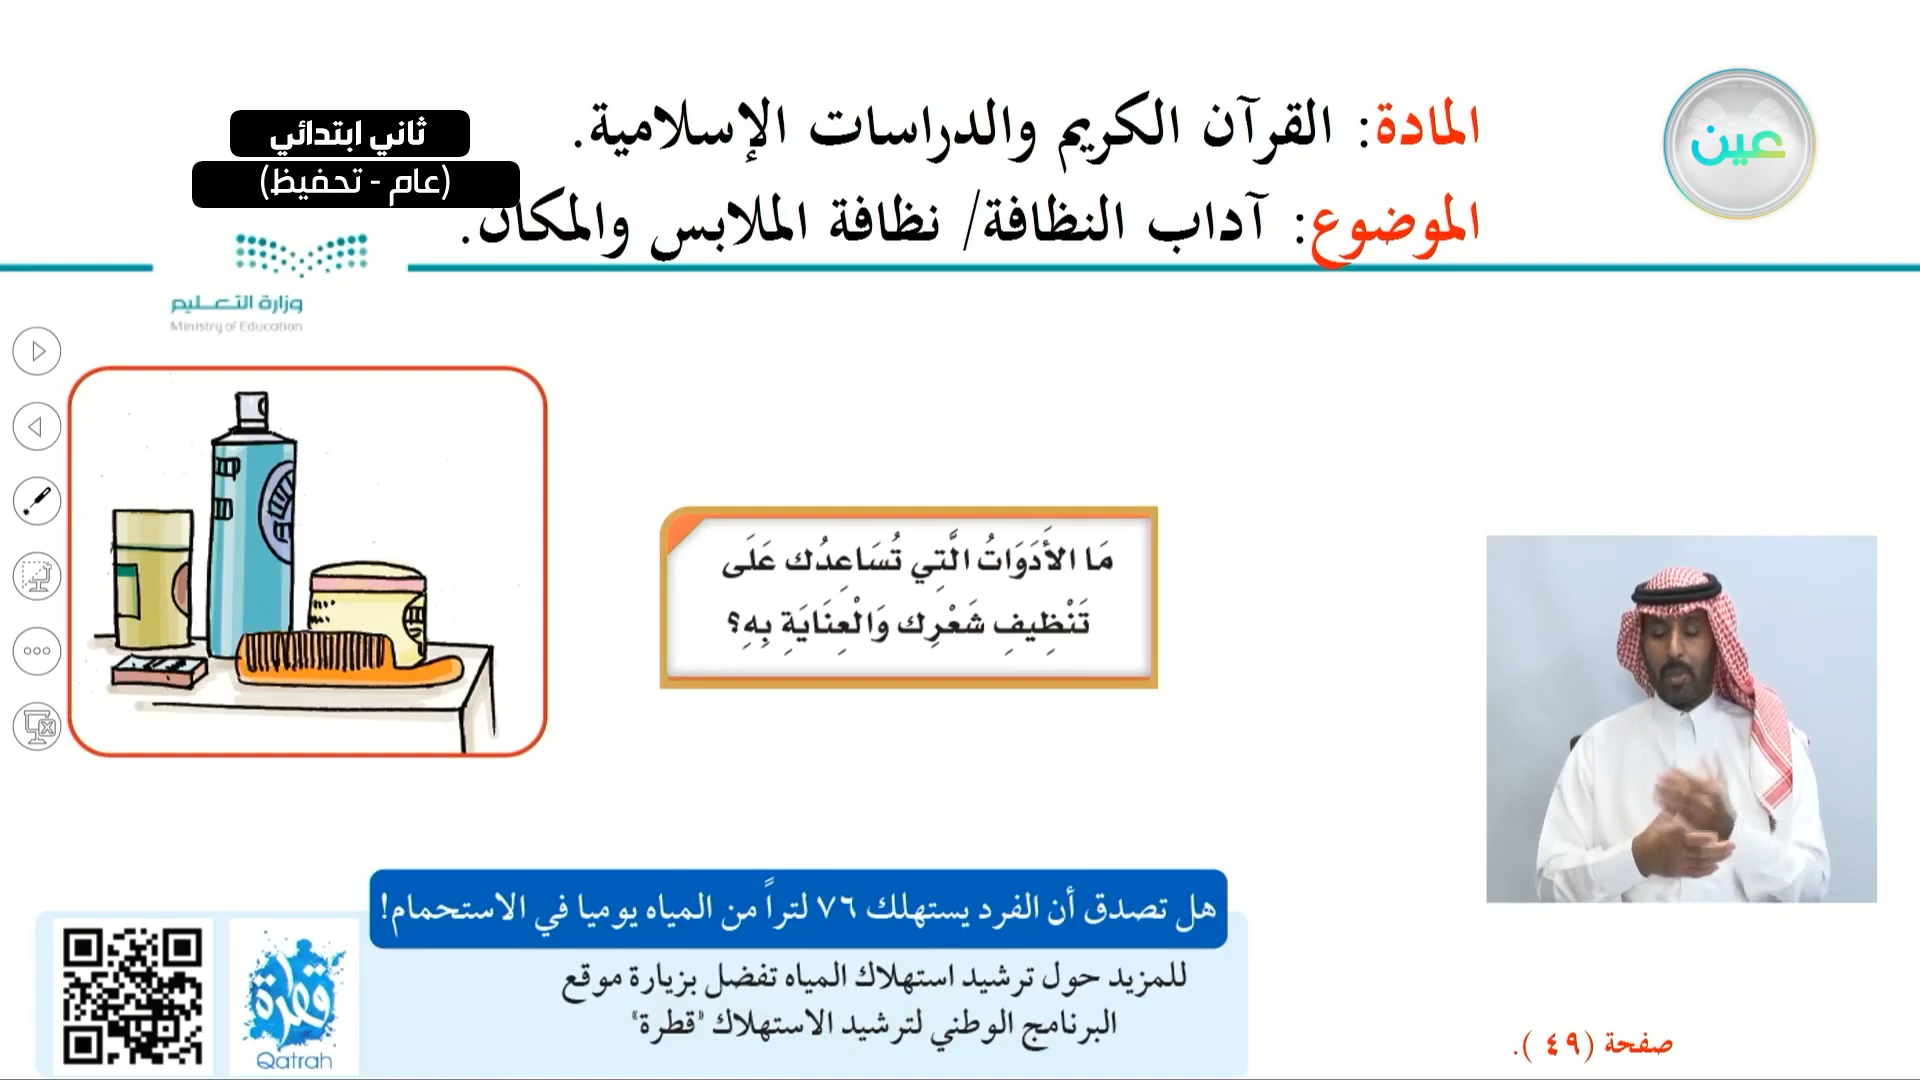 عين
المادة: القرآن الكريم والدراسات الإسلامية.
ثاني ابتدائي
(عام - تحفيظ)
الموضوع: آداب النظافة/ نظافة الملابس والمكان.
وزارة التعـــليم
Ministry of Education
مَا الأَدَوَاتُ الَّتِي تُسَاعِدُك عَلَى
تَنْظِيفِ شَعْرِك وَالْعِنَايَةِ بِهِ؟
هل تصدق أن الفرد يستهلك ٧٦ لتراً من المياه يوميا في الاستحمام!
للمزيد حول ترشيد استهلاك المياه تفضل بزيارة موقع
البرنامج الوطني لترشيد الاستهلاك "قطرة"
قطرة
Qatrah
صفحة (٤٩).